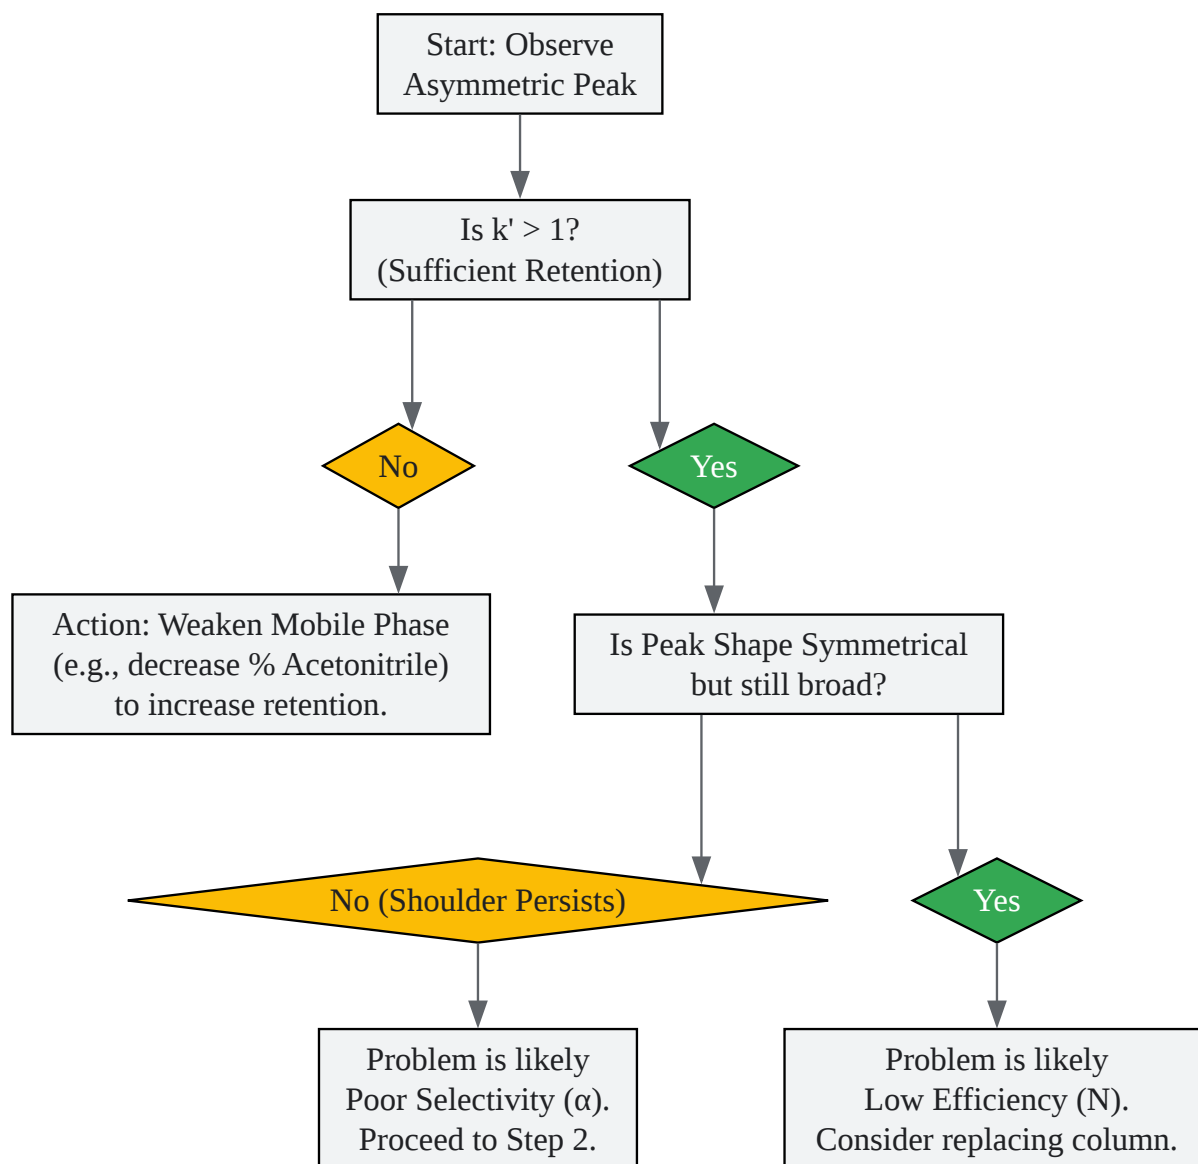 Start: Observe
Asymmetric Peak
Is k' > 1?
(Sufficient Retention)
No
Yes
Action: Weaken Mobile Phase
(e.g., decrease % Acetonitrile)
to increase retention.
Is Peak Shape Symmetrical
but still broad?
No (Shoulder Persists)
Yes
Problem is likely
Poor Selectivity (α).
Proceed to Step 2.
Problem is likely
Low Efficiency (N).
Consider replacing column.